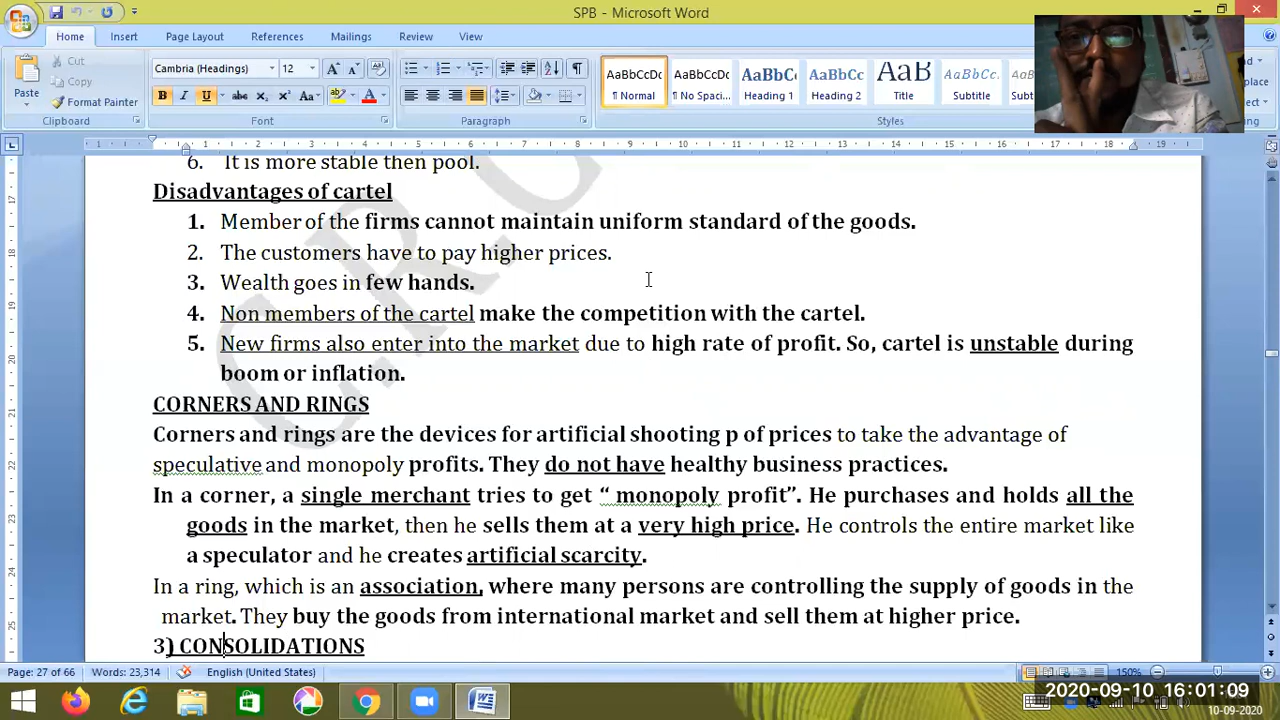 SPB - Microsoft Word
Home Insert Page Layout References Mailings Review View
Cut
Copy
Format Painter
Paste
Cambria (Headings) 12
AaBbCcDc AaBbCcDc AaBbC AaBbCc AaB AaBbCc. AaB
¶ Normal ¶ No Spaci... Heading 1 Heading 2 Title Subtitle Sub
Clipboard Font Paragraph Styles
6. It is more stable then pool.
Disadvantages of cartel
1. Member of the firms cannot maintain uniform standard of the goods.
2. The customers have to pay higher prices.
3. Wealth goes in few hands.
4. Non members of the cartel make the competition with the cartel.
5. New firms also enter into the market due to high rate of profit. So, cartel is unstable during
boom or inflation.
CORNERS AND RINGS
Corners and rings are the devices for artificial shooting p of prices to take the advantage of
speculative and monopoly profits. They do not have healthy business practices.
In a corner, a single merchant tries to get “ monopoly profit”. He purchases and holds all the
goods in the market, then he sells them at a very high price. He controls the entire market like
a speculator and he creates artificial scarcity.
In a ring, which is an association, where many persons are controlling the supply of goods in the
market. They buy the goods from international market and sell them at higher price.
3) CONSOLIDATIONS
Page: 27 of 66 Words: 23,314 English (United States) 150%
2020-09-10 16:01:09
10-09-2020